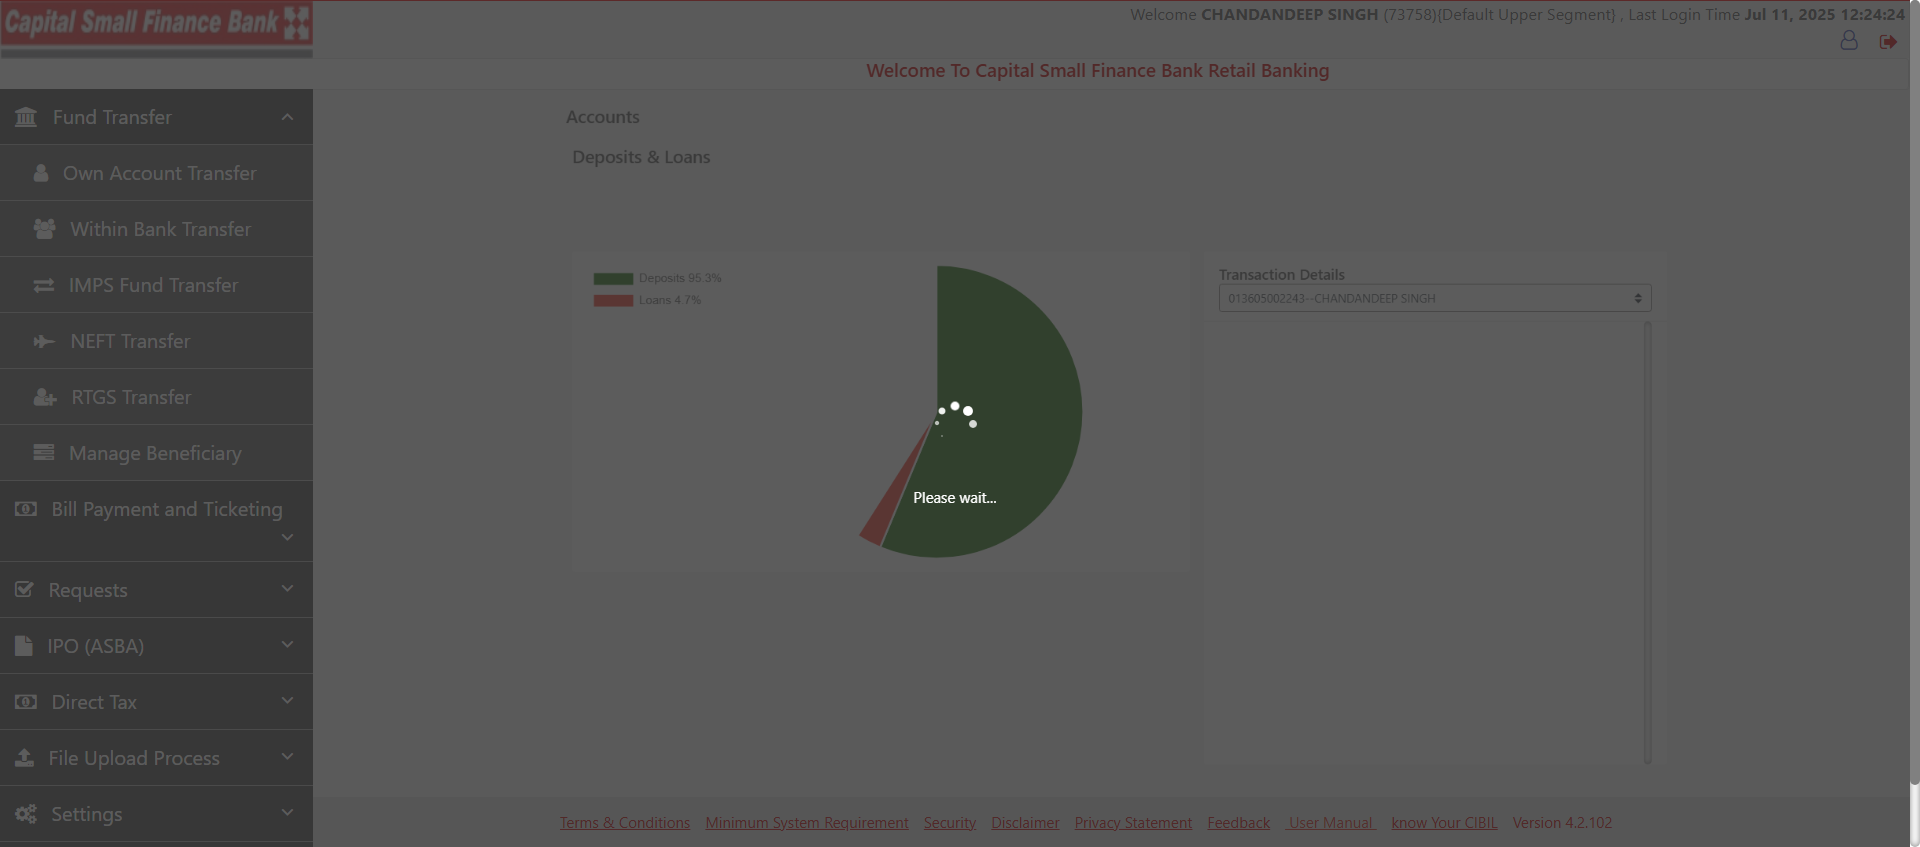 Capital Small Finance Bank
Welcome CHANDANDEEP SINGH (73758){Default Upper Segment} , Last Login Time Jul 11, 2025 12:24:24
Welcome To Capital Small Finance Bank Retail Banking
Fund Transfer
Own Account Transfer
Within Bank Transfer
IMPS Fund Transfer
NEFT Transfer
RTGS Transfer
Manage Beneficiary
Bill Payment and Ticketing
Requests
IPO (ASBA)
Direct Tax
File Upload Process
Settings
Accounts
Deposits & Loans
Deposits 95.3%
Loans 4.7%
Please wait...
Transaction Details
013605002243--CHANDANDEEP SINGH
Terms & Conditions Minimum System Requirement Security Disclaimer Privacy Statement Feedback User Manual know Your CIBIL Version 4.2.102